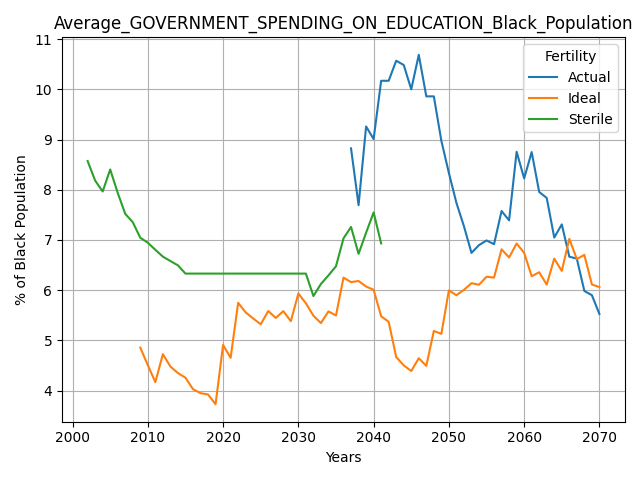 Average_GOVERNMENT_SPENDING_ON_EDUCATION_Black_Population
11
10
9
8
7
6
5
4
% of Black Population
Fertility
Actual
Ideal
Sterile
2000 2010 2020 2030 2040 2050 2060 2070
Years